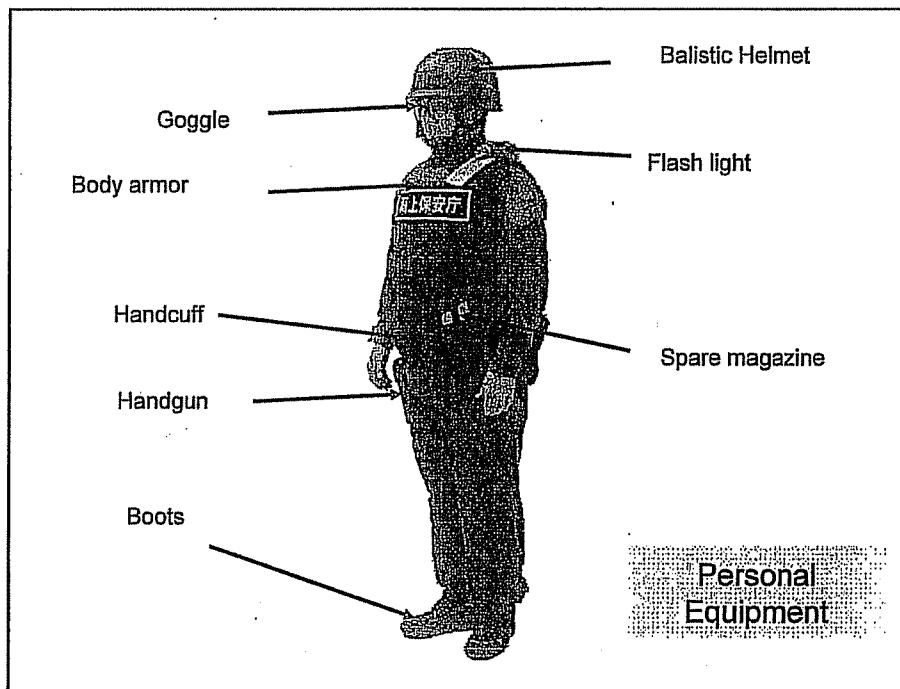 Balistic Helmet
Goggle
Flash light
Body armor
海上保安庁
Handcuff
Spare magazine
Handgun
Boots
Personal
Equipment